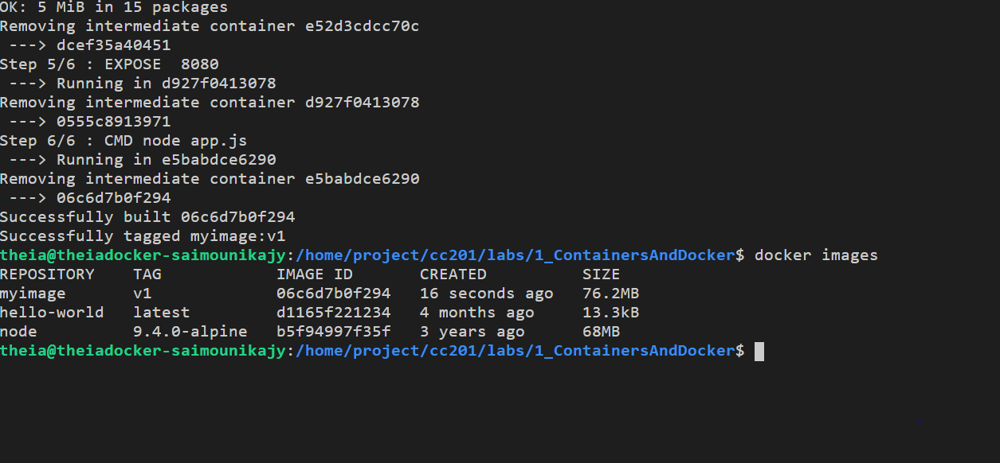 OK: 5 MiB in 15 packages
Removing intermediate container e52d3cdcc70c
 ---> dcef35a40451
Step 5/6 : EXPOSE  8080
 ---> Running in d927f0413078
Removing intermediate container d927f0413078
 ---> 0555c8913971
Step 6/6 : CMD node app.js
 ---> Running in e5babdce6290
Removing intermediate container e5babdce6290
 ---> 06c6d7b0f294
Successfully built 06c6d7b0f294
Successfully tagged myimage:v1
theia@theiadocker-saimounikajy:/home/project/cc201/labs/1_ContainersAndDocker$ docker images
REPOSITORY    TAG            IMAGE ID       CREATED          SIZE
myimage       v1             06c6d7b0f294   16 seconds ago   76.2MB
hello-world   latest         d1165f221234   4 months ago     13.3kB
node          9.4.0-alpine   b5f94997f35f   3 years ago      68MB
theia@theiadocker-saimounikajy:/home/project/cc201/labs/1_ContainersAndDocker$